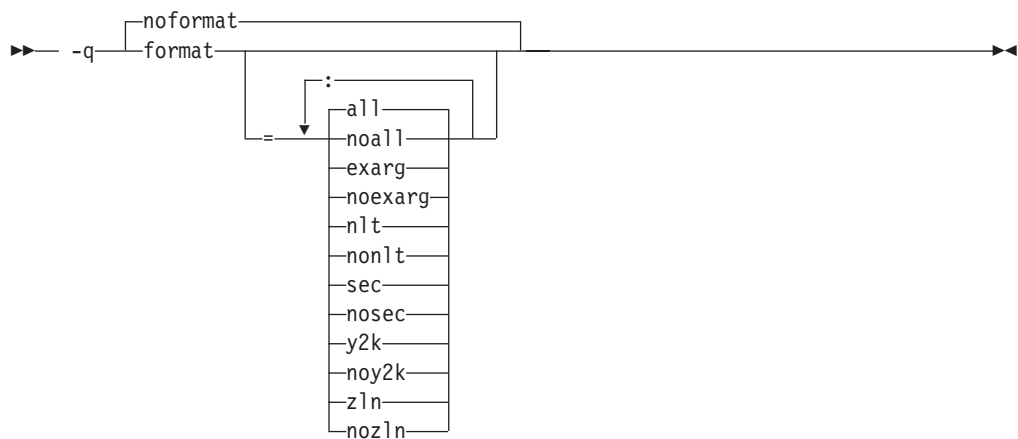 noformat
-q format
:
all
= noall
exarg
noexarg
nlt
nonlt
sec
nosec
y2k
noy2k
zln
nozln